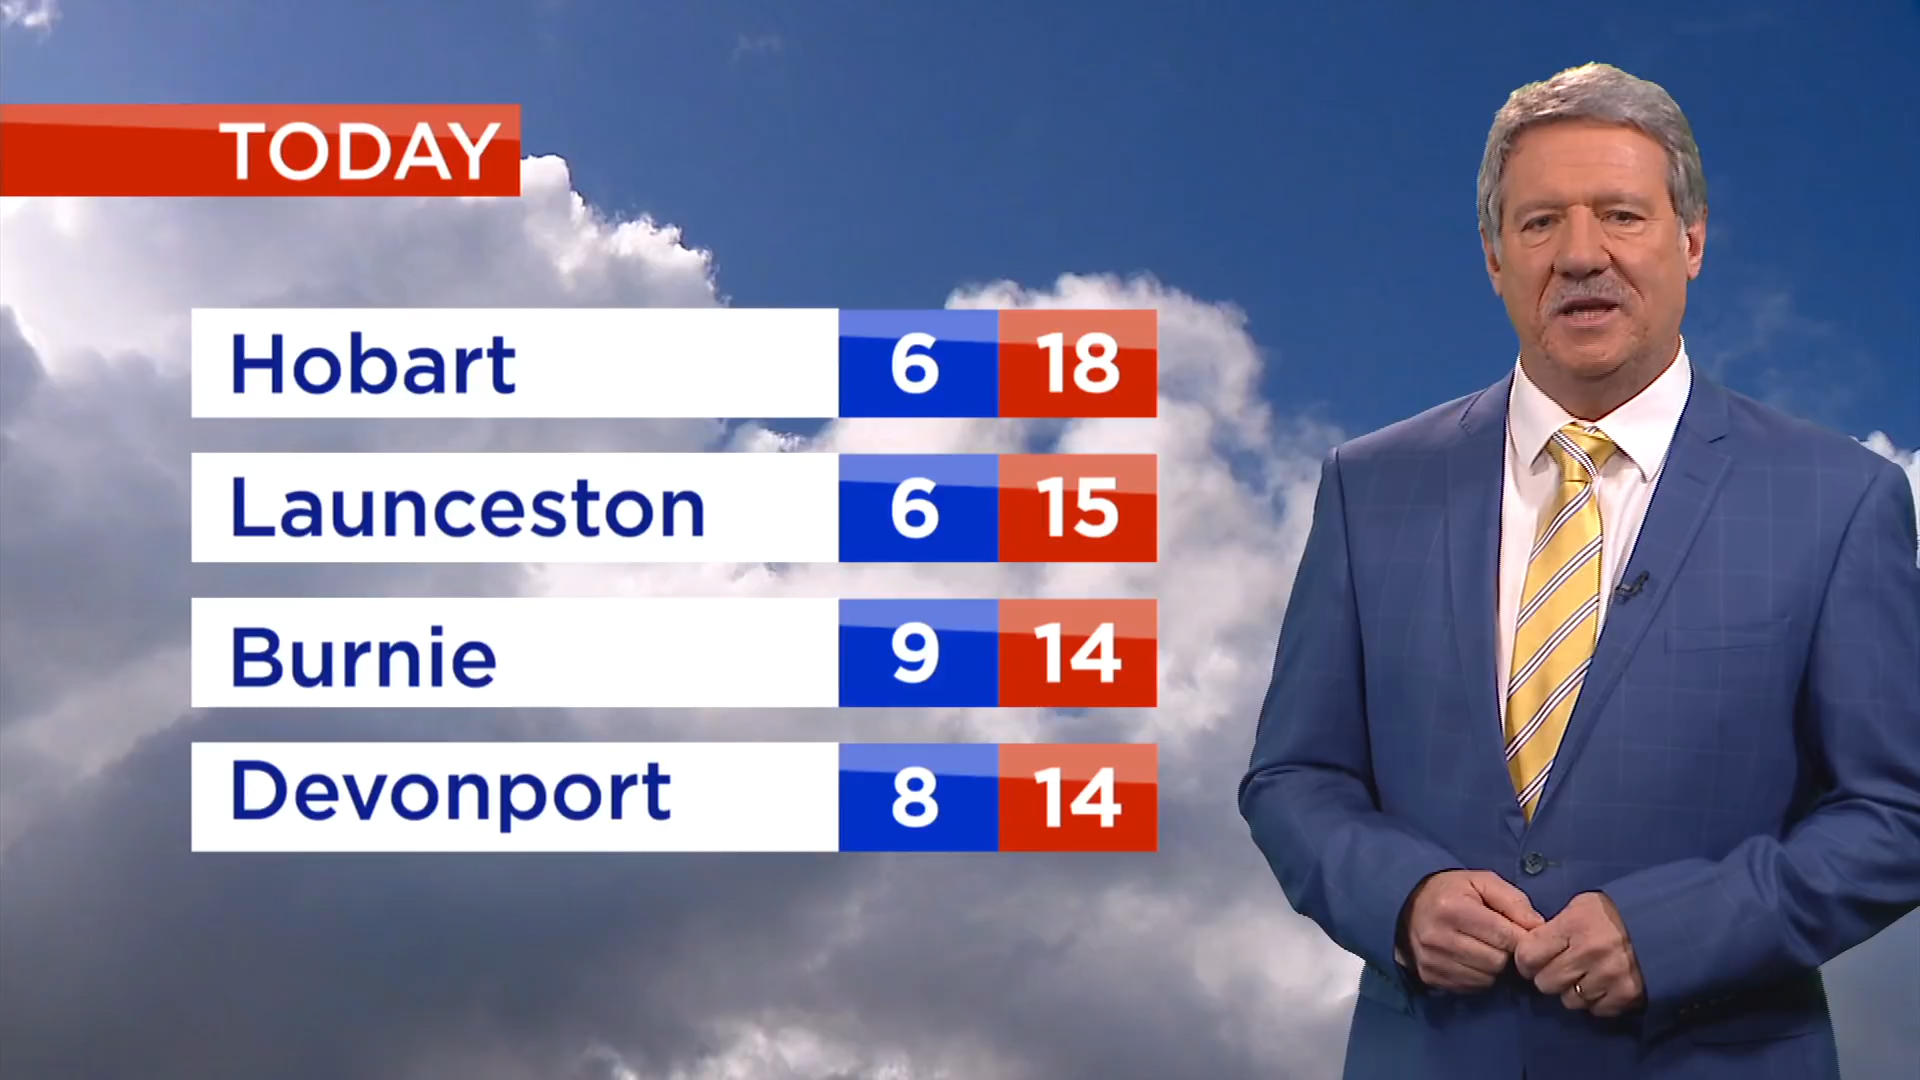 TODAY
Hobart 6 18
Launceston 6 15
Burnie 9 14
Devonport 8 14